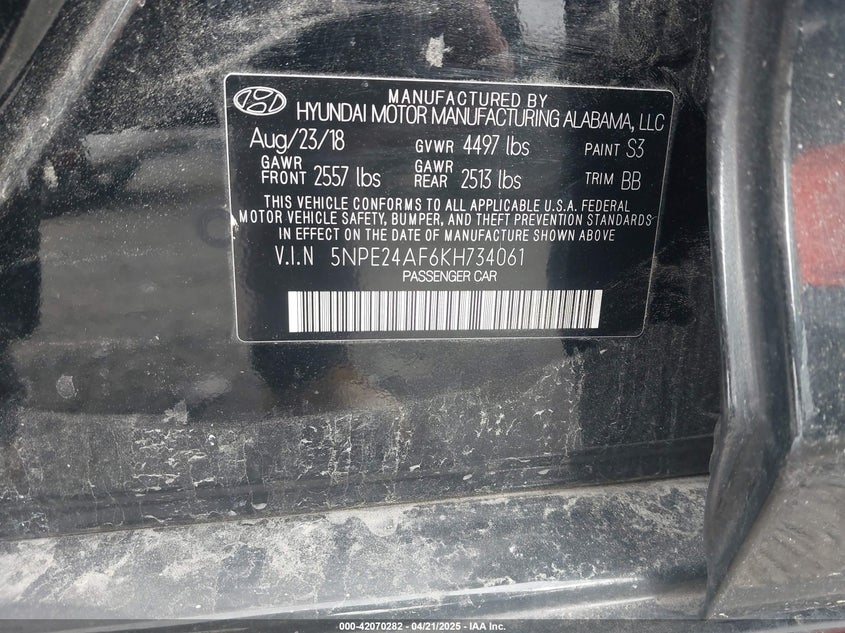 MANUFACTURED BY
HYUNDAI MOTOR MANUFACTURING ALABAMA, LLC
Aug/23/18 GVWR 4497 lbs PAINT S3
GAWR FRONT 2557 lbs GAWR REAR 2513 lbs TRIM BB
THIS VEHICLE CONFORMS TO ALL APPLICABLE U.S.A. FEDERAL
MOTOR VEHICLE SAFETY, BUMPER, AND THEFT PREVENTION STANDARDS
IN EFFECT ON THE DATE OF MANUFACTURE SHOWN ABOVE
V.I.N 5NPE24AF6KH734061
PASSENGER CAR
000-42070282 - 04/21/2025 - IAA Inc.